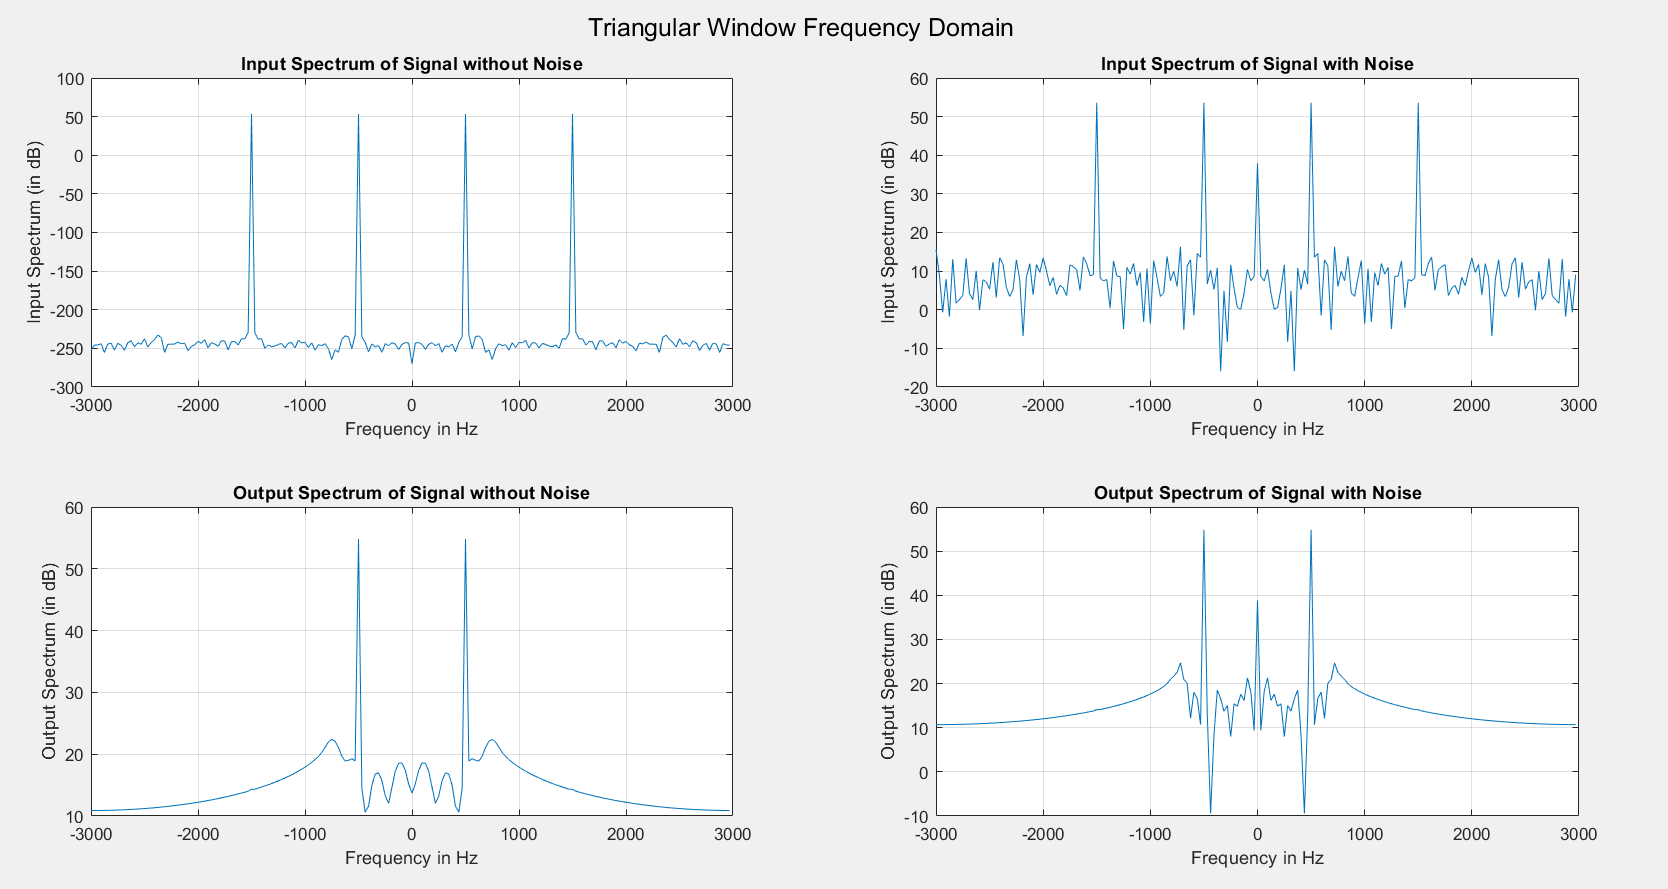 Triangular Window Frequency Domain
Input Spectrum of Signal without Noise
100
50
0
-50
-100
-150
-200
-250
-300
Input Spectrum (in dB)
-3000 -2000 -1000 0 1000 2000 3000
Frequency in Hz
Input Spectrum of Signal with Noise
60
50
40
30
20
10
0
-10
-20
Input Spectrum (in dB)
-3000 -2000 -1000 0 1000 2000 3000
Frequency in Hz
Output Spectrum of Signal without Noise
60
50
40
30
20
10
Output Spectrum (in dB)
-3000 -2000 -1000 0 1000 2000 3000
Frequency in Hz
Output Spectrum of Signal with Noise
60
50
40
30
20
10
0
-10
Output Spectrum (in dB)
-3000 -2000 -1000 0 1000 2000 3000
Frequency in Hz